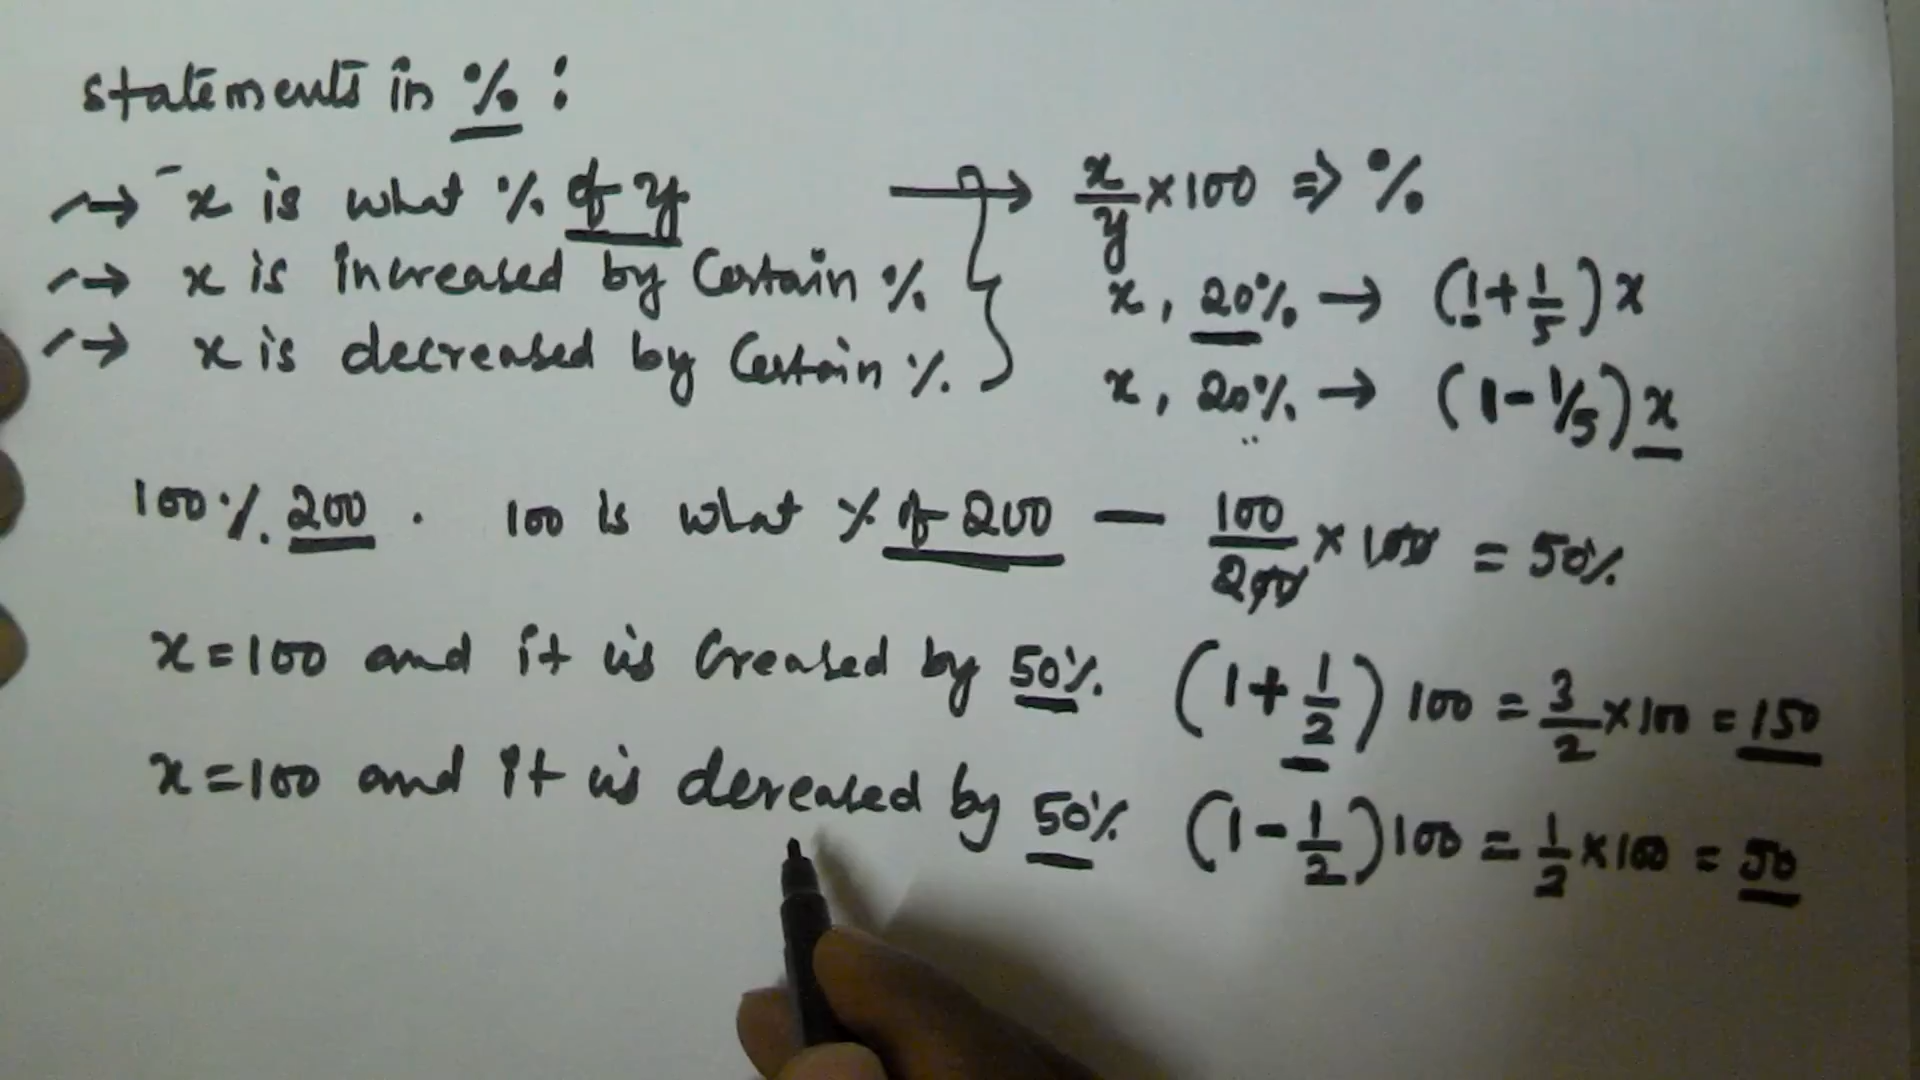 statements in % :
x is what % of y → x/y × 100 ⇒ %
x is increased by Certain % x, 20% → (1 + 1/5) x
x is decreased by Certain % x, 20% → (1 - 1/5) x
100% 200 . 100 is what % of 200 — 100/200 × 100 = 50%
x = 100 and it is Creased by 50% (1 + 1/2) 100 = 3/2 × 100 = 150
x = 100 and it is dereased by 50% (1 - 1/2) 100 = 1/2 × 100 = 50